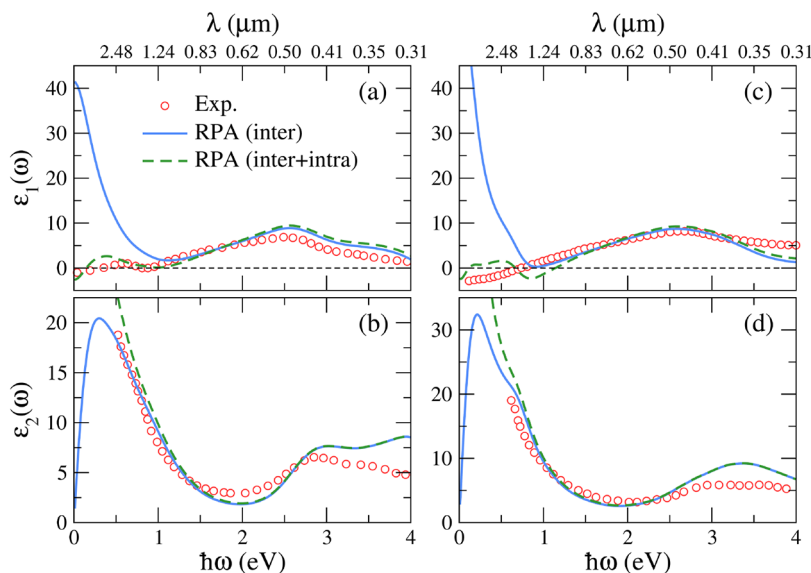 λ (μm) λ (μm)
2.48 1.24 0.83 0.62 0.50 0.41 0.35 0.31 2.48 1.24 0.83 0.62 0.50 0.41 0.35 0.31
40 (a) 40 (c)
Exp.
30 RPA (inter) 30
RPA (inter+intra)
20 20
10 10
0 0
ε₁(ω)
20 (b) 30 (d)
15 20
10
5 10
0 0
ε₂(ω)
0 1 2 3 4 0 1 2 3 4
ħω (eV) ħω (eV)